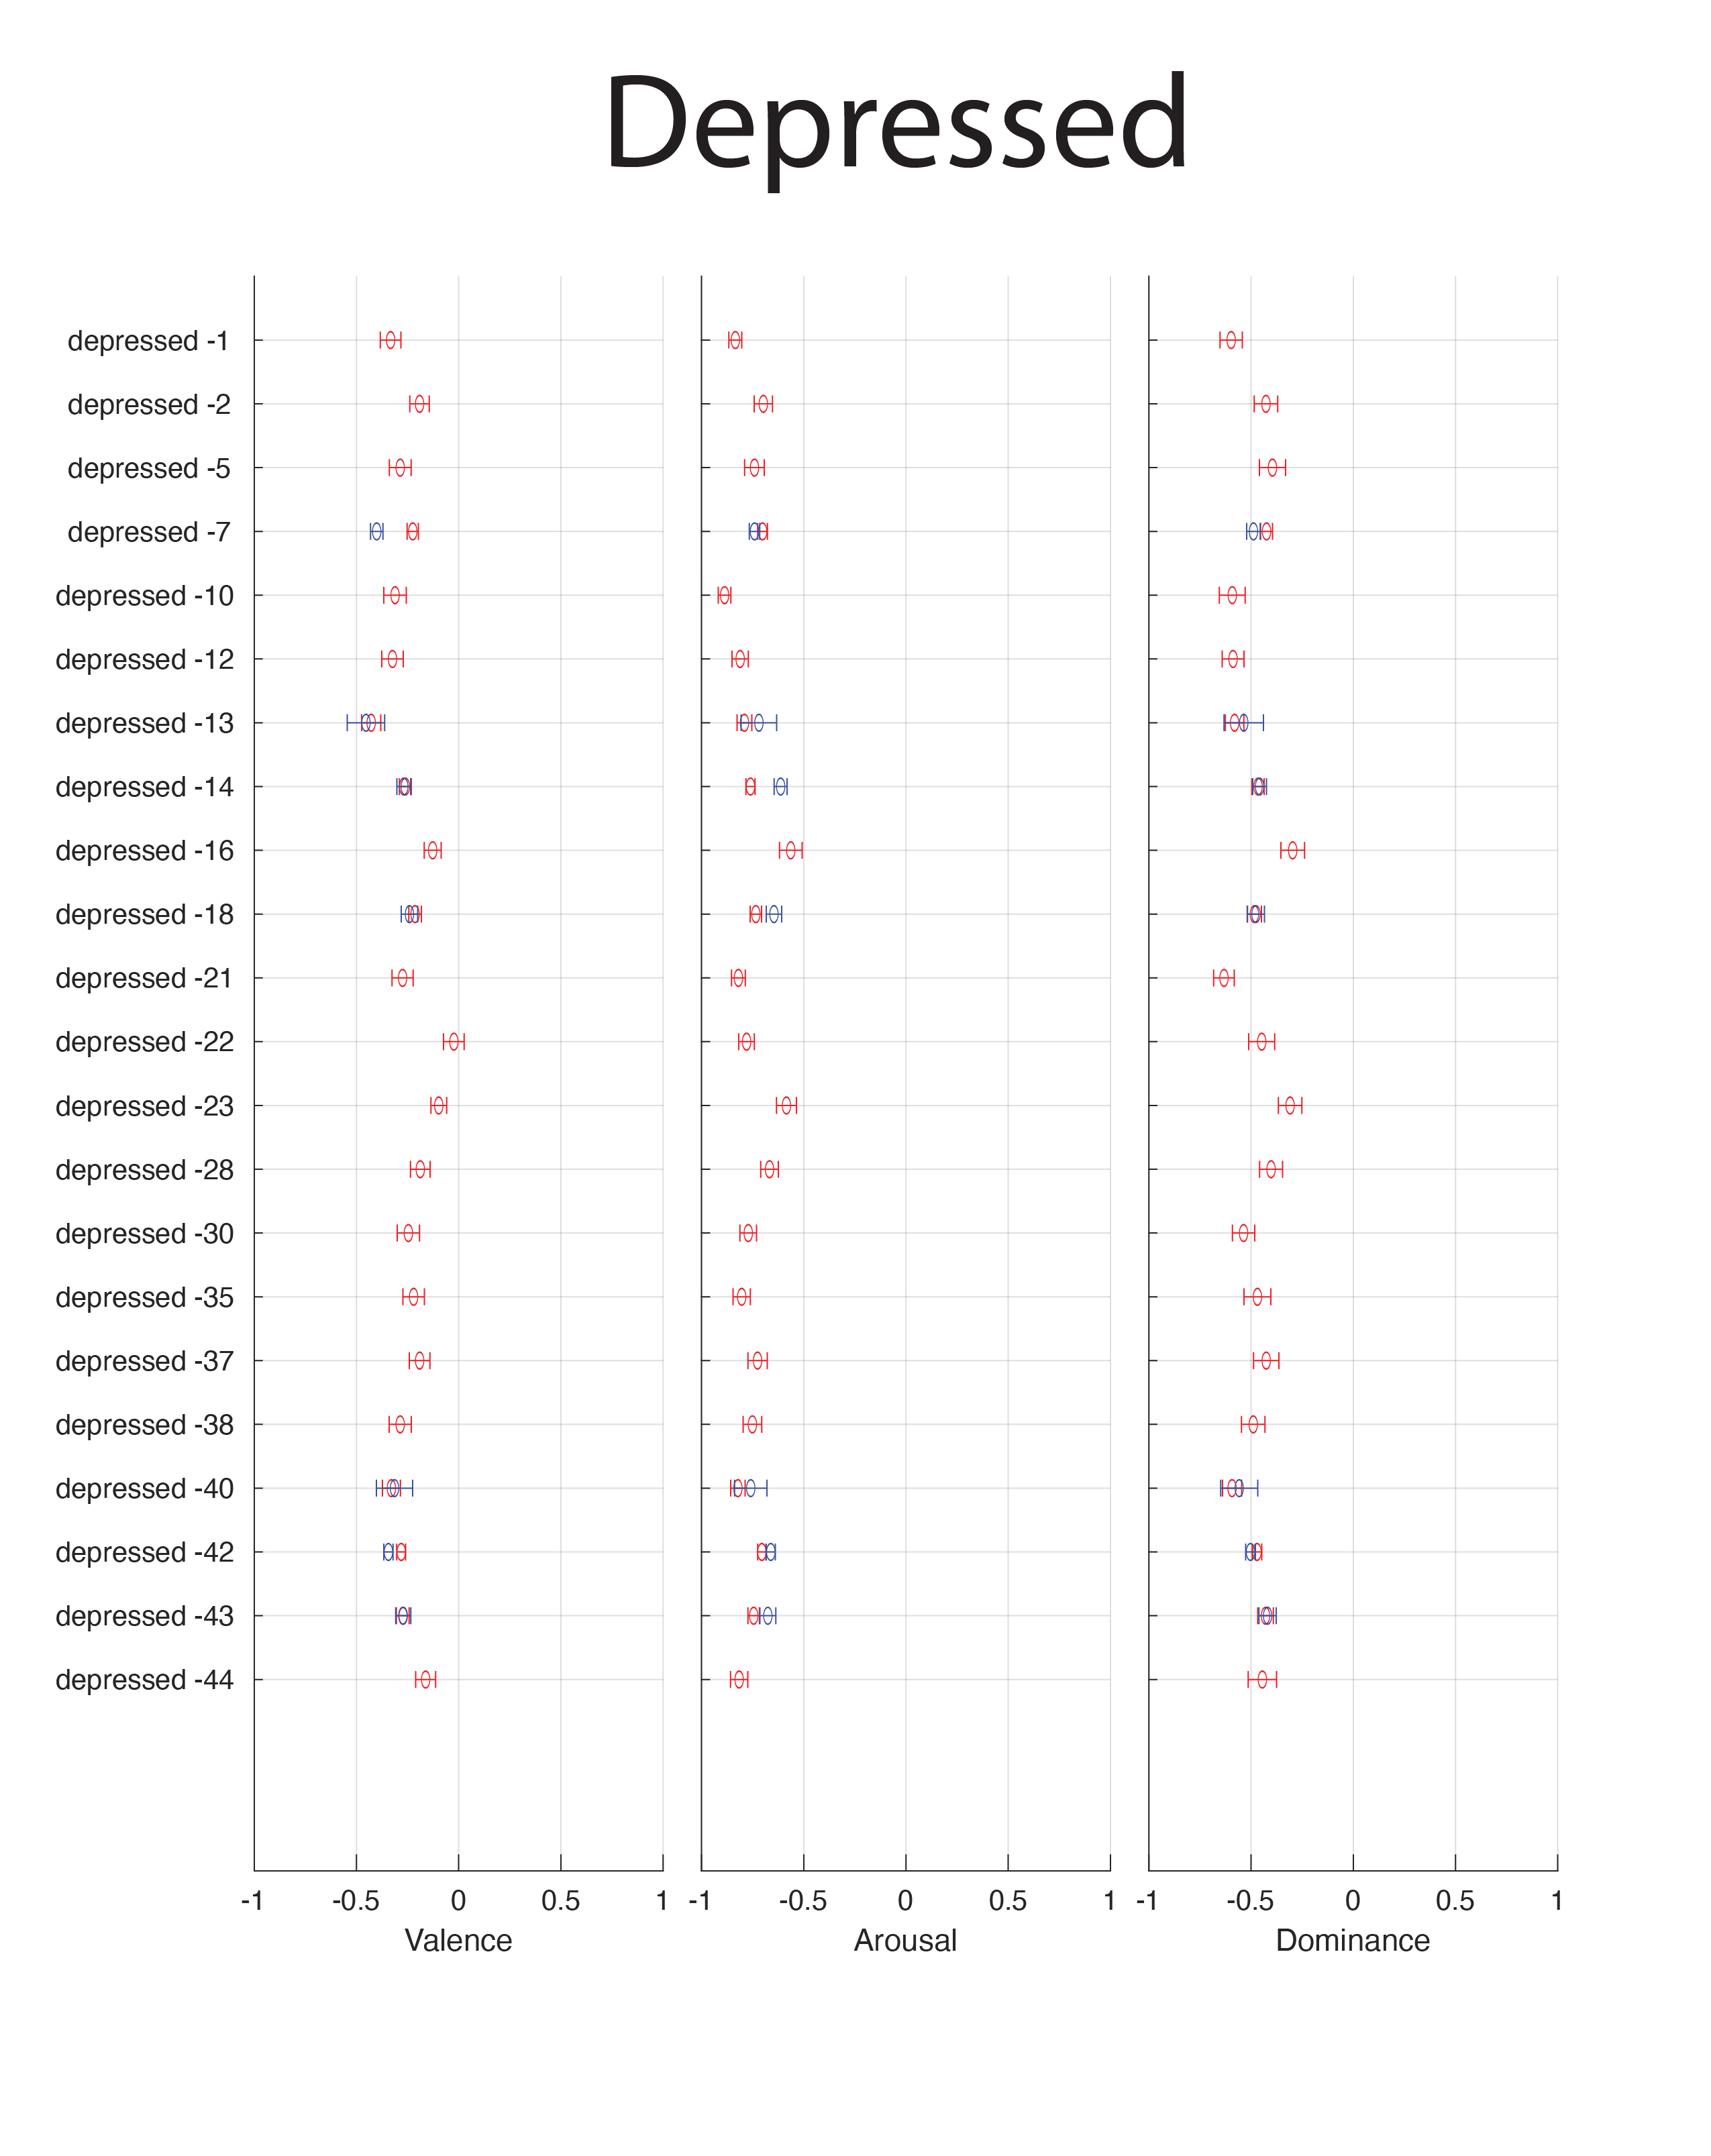 Depressed
depressed -1
depressed -2
depressed -5
depressed -7
depressed -10
depressed -12
depressed -13
depressed -14
depressed -16
depressed -18
depressed -21
depressed -22
depressed -23
depressed -28
depressed -30
depressed -35
depressed -37
depressed -38
depressed -40
depressed -42
depressed -43
depressed -44
-1 -0.5 0 0.5 1 -1 -0.5 0 0.5 1 -1 -0.5 0 0.5 1
Valence Arousal Dominance